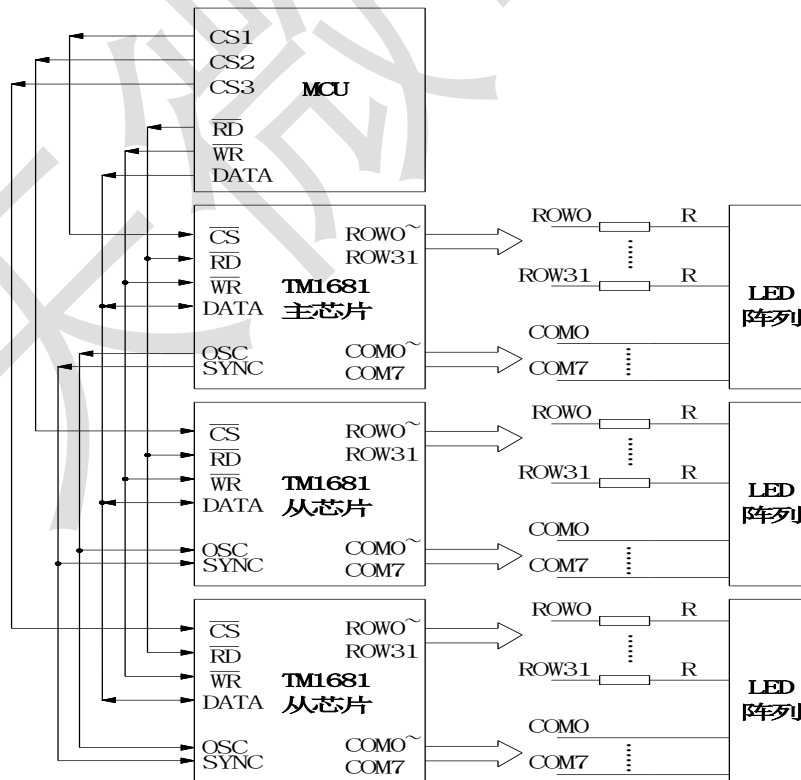 CS1
CS2
CS3
MCU
RD
WR
DATA
CS
RD
WR
DATA
OSC
SYNC
TM1681
主芯片
ROW0~
ROW31
COM0~
COM7
ROW0 R
ROW31 R
COM0
COM7
LED
阵列
CS
RD
WR
DATA
OSC
SYNC
TM1681
从芯片
ROW0~
ROW31
COM0~
COM7
ROW0 R
ROW31 R
COM0
COM7
LED
阵列
CS
RD
WR
DATA
OSC
SYNC
TM1681
从芯片
ROW0~
ROW31
COM0~
COM7
ROW0 R
ROW31 R
COM0
COM7
LED
阵列